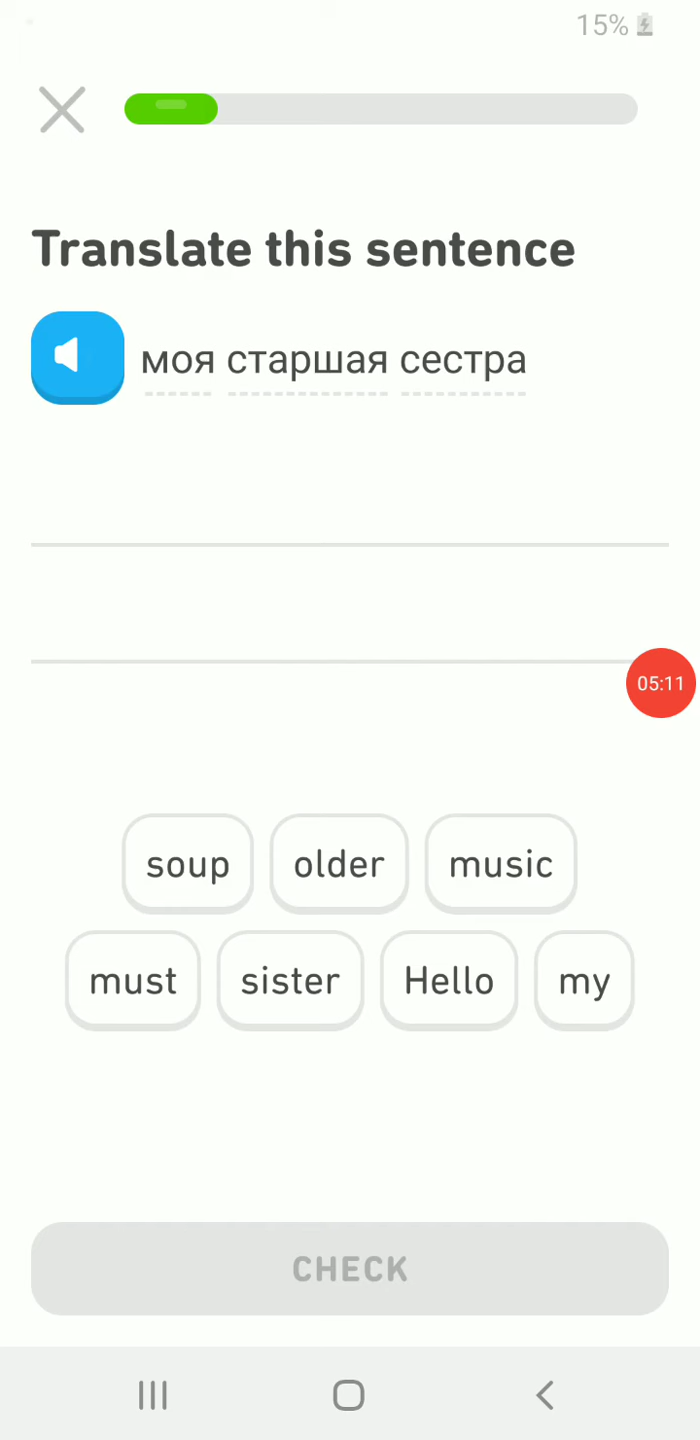 15%
Translate this sentence
моя старшая сестра
05:11
soup older music
must sister Hello my
CHECK